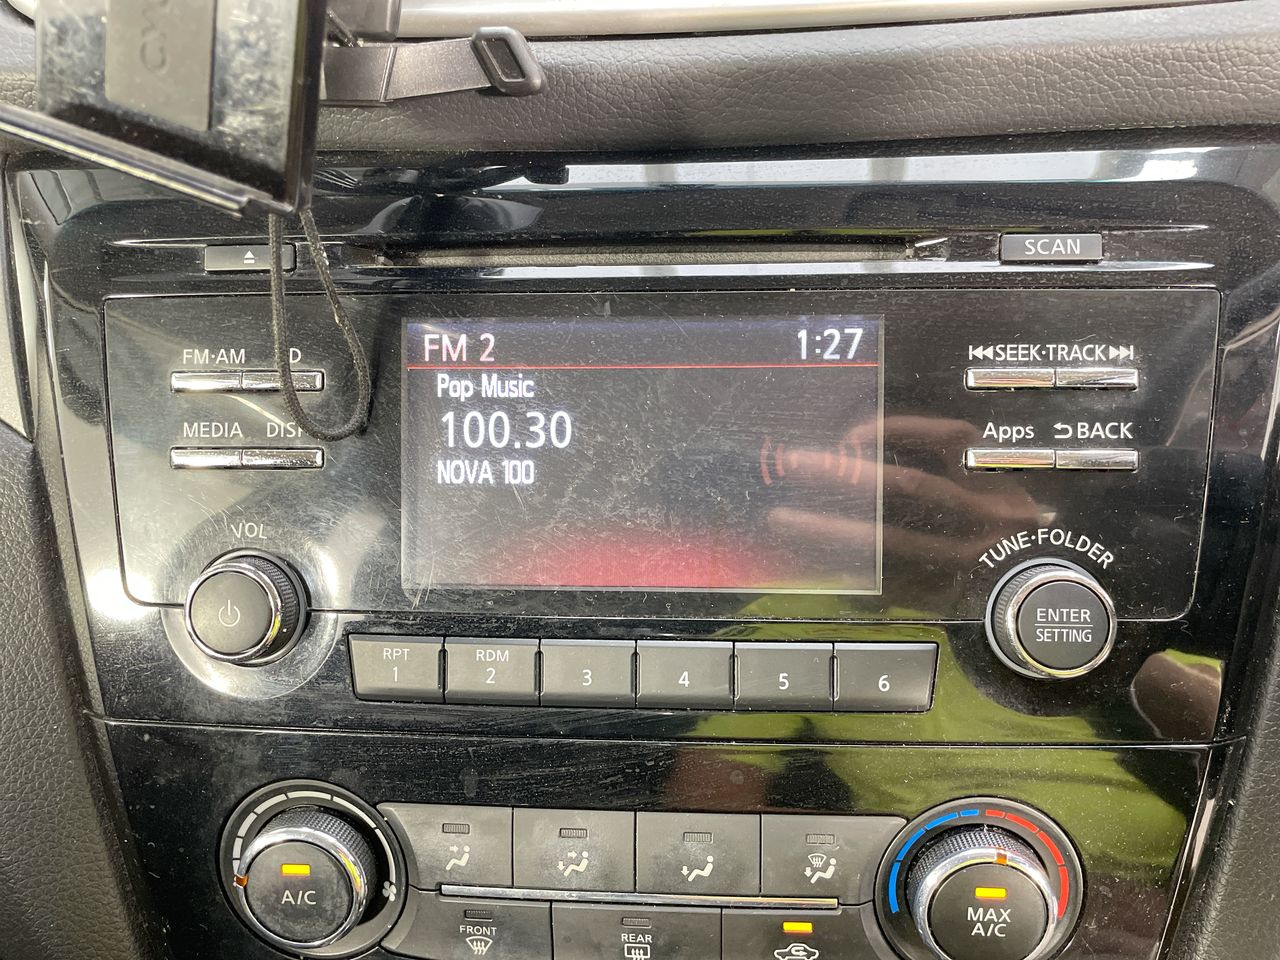 SCAN
FM·AM
D
MEDIA
DISP
FM 2
1:27
Pop Music
100.30
NOVA 100
SEEK·TRACK
Apps
BACK
VOL
TUNE·FOLDER
ENTER
SETTING
RPT
1
RDM
2
3
4
5
6
A/C
MAX
A/C
FRONT
REAR